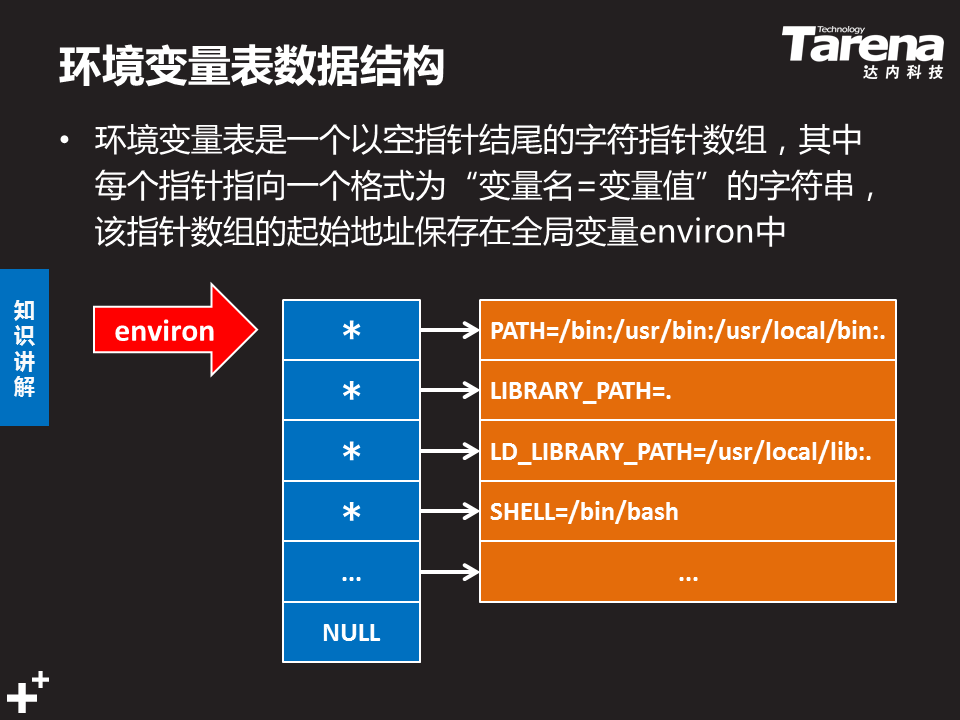 环境变量表数据结构
Technology
Tarena
达内科技
• 环境变量表是一个以空指针结尾的字符指针数组，其中
每个指针指向一个格式为“变量名=变量值”的字符串，
该指针数组的起始地址保存在全局变量environ中
知识讲解
environ
* PATH=/bin:/usr/bin:/usr/local/bin:.
* LIBRARY_PATH=.
* LD_LIBRARY_PATH=/usr/local/lib:.
* SHELL=/bin/bash
... ...
NULL